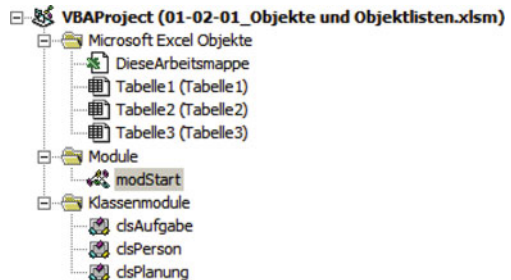 VBAProject (01-02-01_Objekte und Objektlisten.xlsm)
Microsoft Excel Objekte
DieseArbeitsmappe
Tabelle1 (Tabelle1)
Tabelle2 (Tabelle2)
Tabelle3 (Tabelle3)
Module
modStart
Klassenmodule
clsAufgabe
clsPerson
clsPlanung